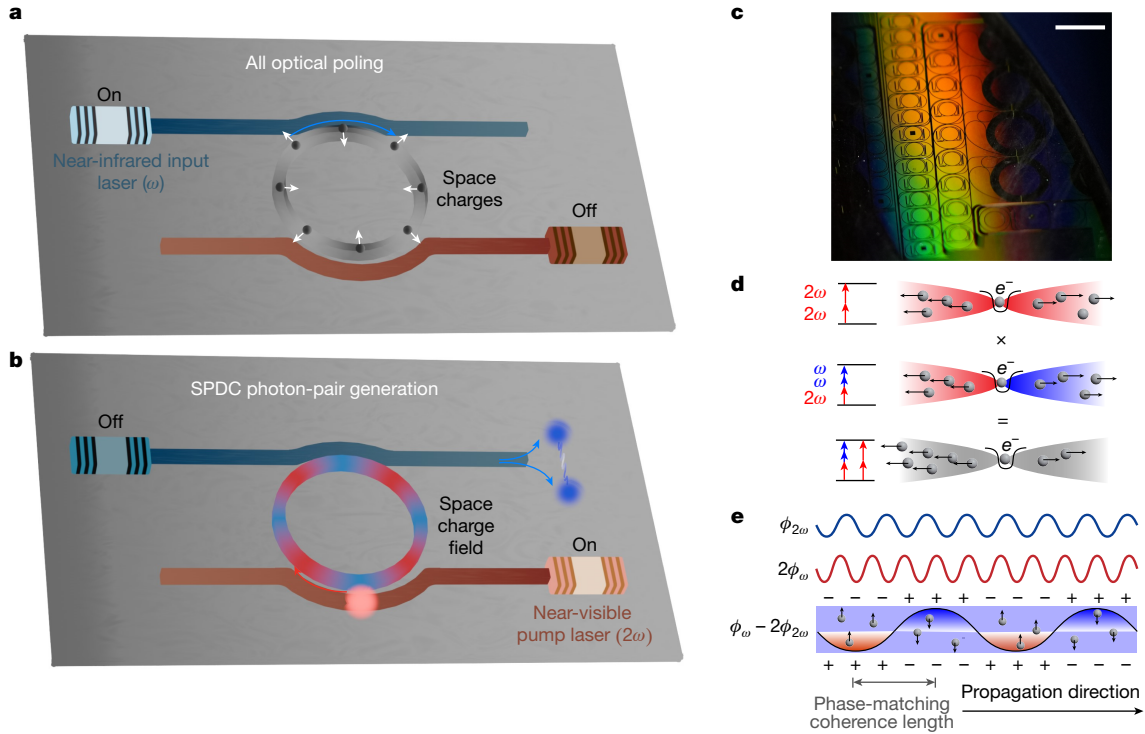 a
All optical poling
On
Near-infrared input
laser (ω)
Space
charges
Off
b
SPDC photon-pair generation
Off
Space
charge
field
On
Near-visible
pump laser (2ω)
c
d
2ω
2ω
e⁻
×
ω
ω
2ω
e⁻
=
e⁻
e
ϕ2ω
2ϕω
− − + + + − − + + +
ϕω − 2ϕ2ω
+ + + − − − + + + − − −
Phase-matching
coherence length
Propagation direction